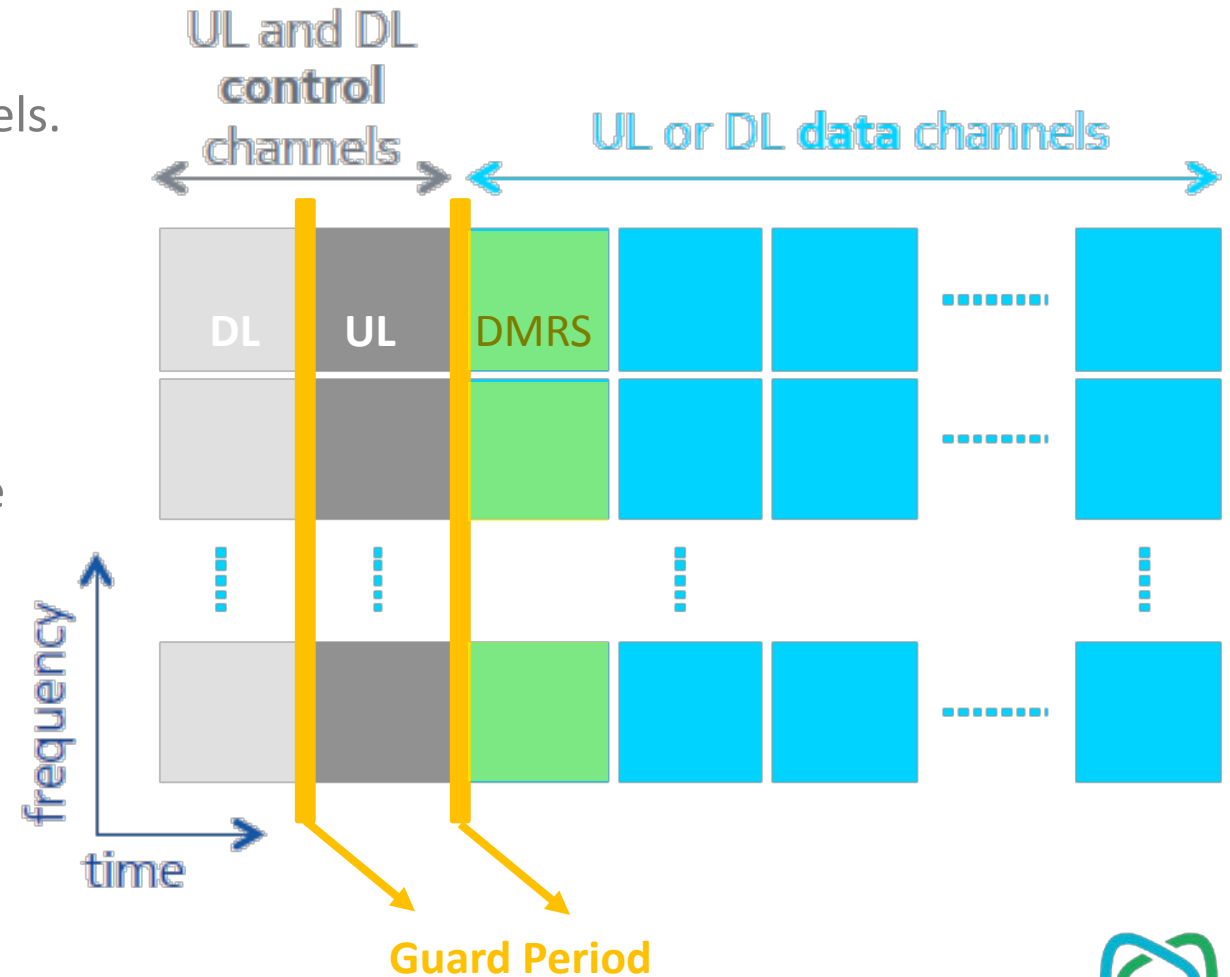 UL and DL
control
channels
els.
UL or DL data channels
DL UL DMRS
e
frequency
time
Guard Period